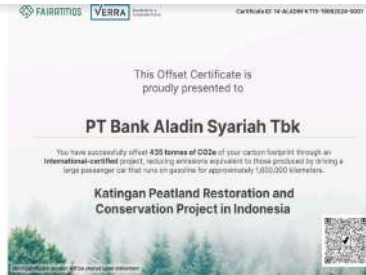 FAIRATMOS
VERRA
This Offset Certificate is
proudly presented to
PT Bank Aladin Syariah Tbk
You have successfully offset 435 tonnes of CO2e of your carbon footprint through an
International-certified project, reducing emissions equivalent to those produced by driving a
large passenger car that runs on gasoline for approximately 1,600,000 kilometers.
Katingan Peatland Restoration and
Conservation Project in Indonesia